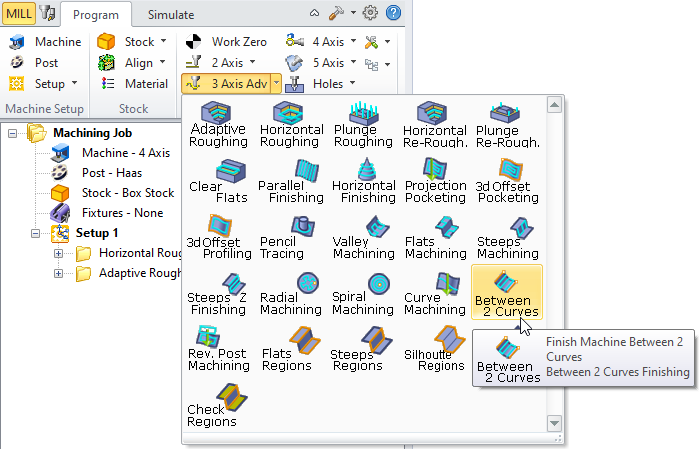 MILL Program Simulate
Machine Stock Work Zero 4 Axis
Post Align 2 Axis 5 Axis
Setup Material 3 Axis Adv Holes
Machine Setup Stock
Machining Job
Machine - 4 Axis
Post - Haas
Stock - Box Stock
Fixtures - None
Setup 1
Horizontal Roug
Adaptive Rough
Adaptive Roughing
Horizontal Roughing
Plunge Roughing
Horizontal Re-Rough.
Plunge Re-Rough.
Clear Flats
Parallel Finishing
Horizontal Finishing
Projection Pocketing
3d Offset Pocketing
3d Offset Profiling
Pencil Tracing
Valley Machining
Flats Machining
Steeps Machining
Steeps Z Finishing
Radial Machining
Spiral Machining
Curve Machining
Between 2 Curves
Rev. Post Machining
Flats Regions
Steeps Regions
Silhoutte Regions
Check Regions
Between 2 Curves
Finish Machine Between 2
Curves
Between 2 Curves Finishing